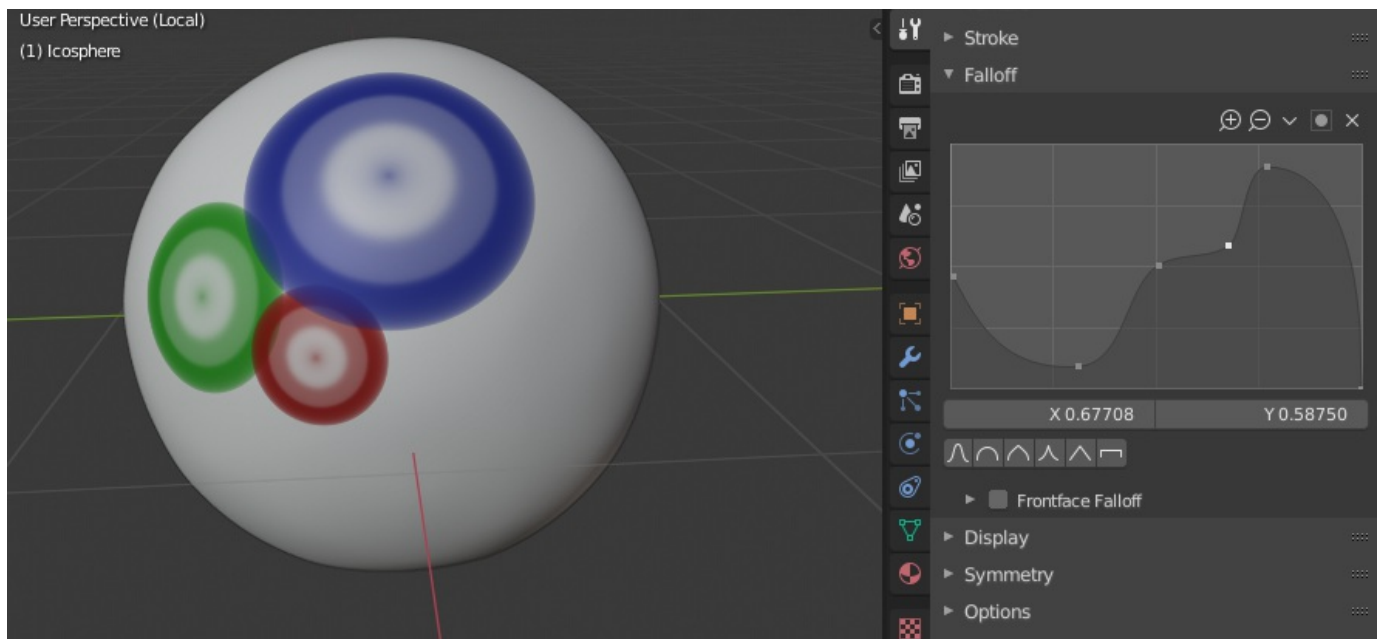 User Perspective (Local)
(1) Icosphere
Stroke
Falloff
X 0.67708
Y 0.58750
Frontface Falloff
Display
Symmetry
Options